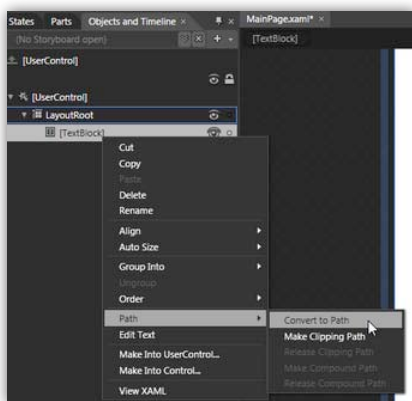 States Parts Objects and Timeline × MainPage.xaml* ×
(No Storyboard open) [TextBlock]
[UserControl]
[UserControl]
LayoutRoot
[TextBlock]
Cut
Copy
Paste
Delete
Rename
Align
Auto Size
Group Into
Ungroup
Order
Path
Edit Text
Make Into UserControl...
Make Into Control...
View XAML
Convert to Path
Make Clipping Path
Release Clipping Path
Make Compound Path
Release Compound Path